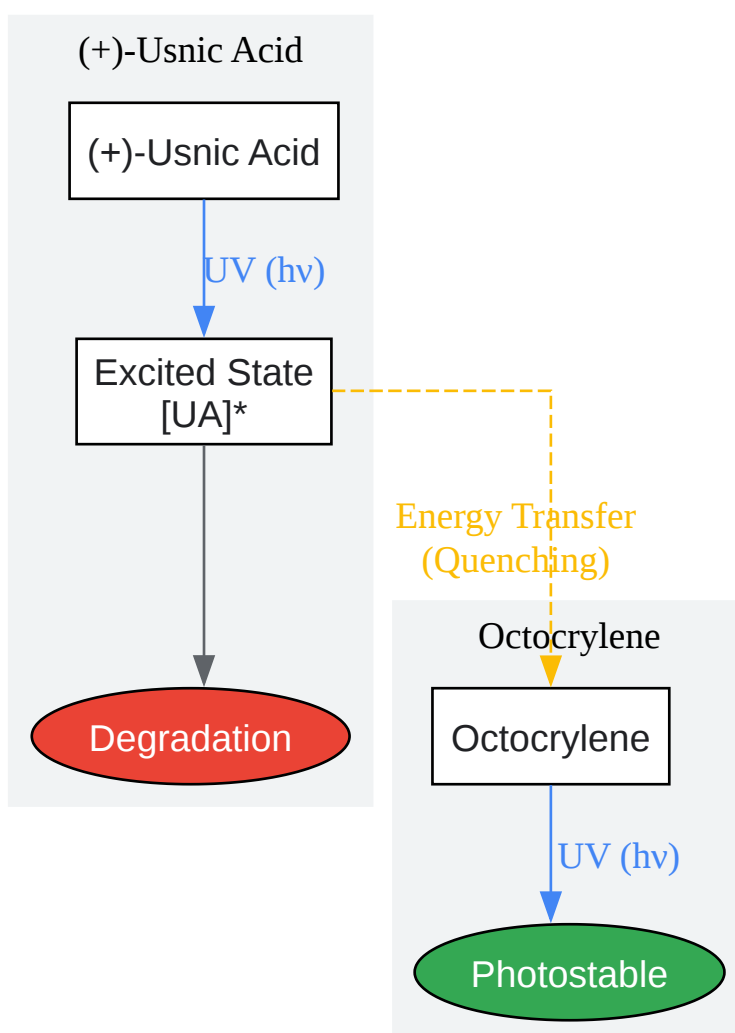 (+)-Usnic Acid
(+)-Usnic Acid
UV (hν)
Excited State
[UA]*
Energy Transfer
(Quenching)
Octocrylene
Degradation
Octocrylene
UV (hν)
Photostable